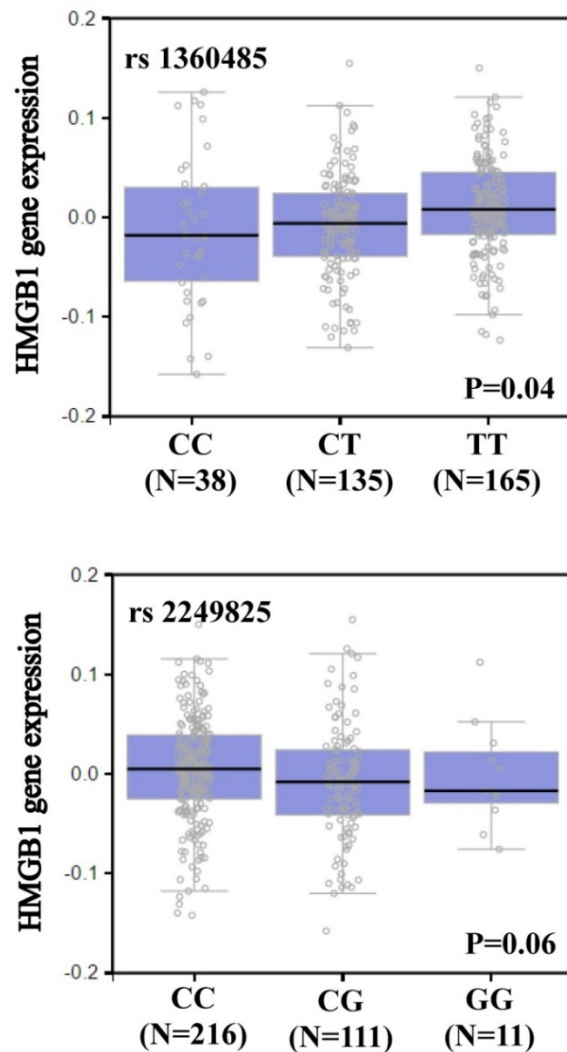 0.2
rs 1360485
0.1
0.0
-0.1
-0.2
HMGB1 gene expression
P=0.04
CC CT TT
(N=38) (N=135) (N=165)
0.2
rs 2249825
0.1
0.0
-0.1
-0.2
HMGB1 gene expression
P=0.06
CC CG GG
(N=216) (N=111) (N=11)